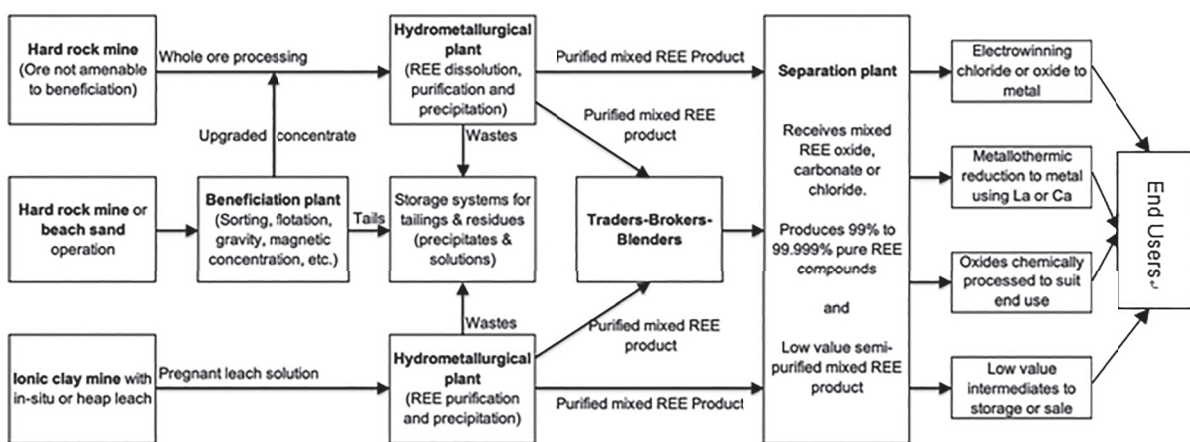 Hard rock mine
(Ore not amenable
to beneficiation)
Whole ore processing
Hydrometallurgical
plant
(REE dissolution,
purification and
precipitation)
Purified mixed REE Product
Purified mixed REE
product
Upgraded concentrate
Wastes
Hard rock mine or
beach sand
operation
Beneficiation plant
(Sorting, flotation,
gravity, magnetic
concentration, etc.)
Tails
Storage systems for
tailings & residues
(precipitates &
solutions)
Traders-Brokers-
Blenders
Wastes
Purified mixed REE
product
Ionic clay mine with
in-situ or heap leach
Pregnant leach solution
Hydrometallurgical
plant
(REE purification
and precipitation)
Purified mixed REE Product
Separation plant
Receives mixed
REE oxide,
carbonate or
chloride.
Produces 99% to
99.999% pure REE
compounds
and
Low value semi-
purified mixed REE
product
Electrowinning
chloride or oxide to
metal
Metallothermic
reduction to metal
using La or Ca
Oxides chemically
processed to suit
end use
Low value
intermediates to
storage or sale
End Users